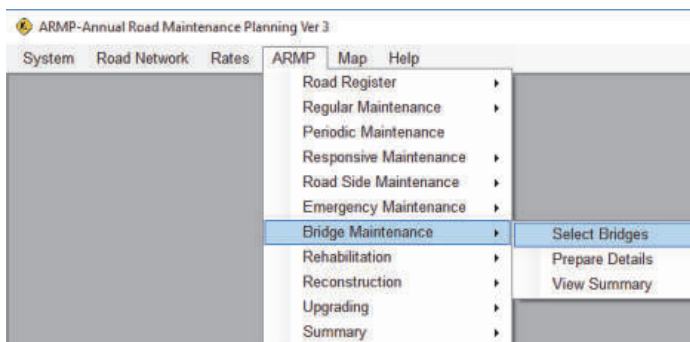 ARMP-Annual Road Maintenance Planning Ver 3
System Road Network Rates ARMP Map Help
Road Register
Regular Maintenance
Periodic Maintenance
Responsive Maintenance
Road Side Maintenance
Emergency Maintenance
Bridge Maintenance
Select Bridges
Rehabilitation
Prepare Details
Reconstruction
View Summary
Upgrading
Summary